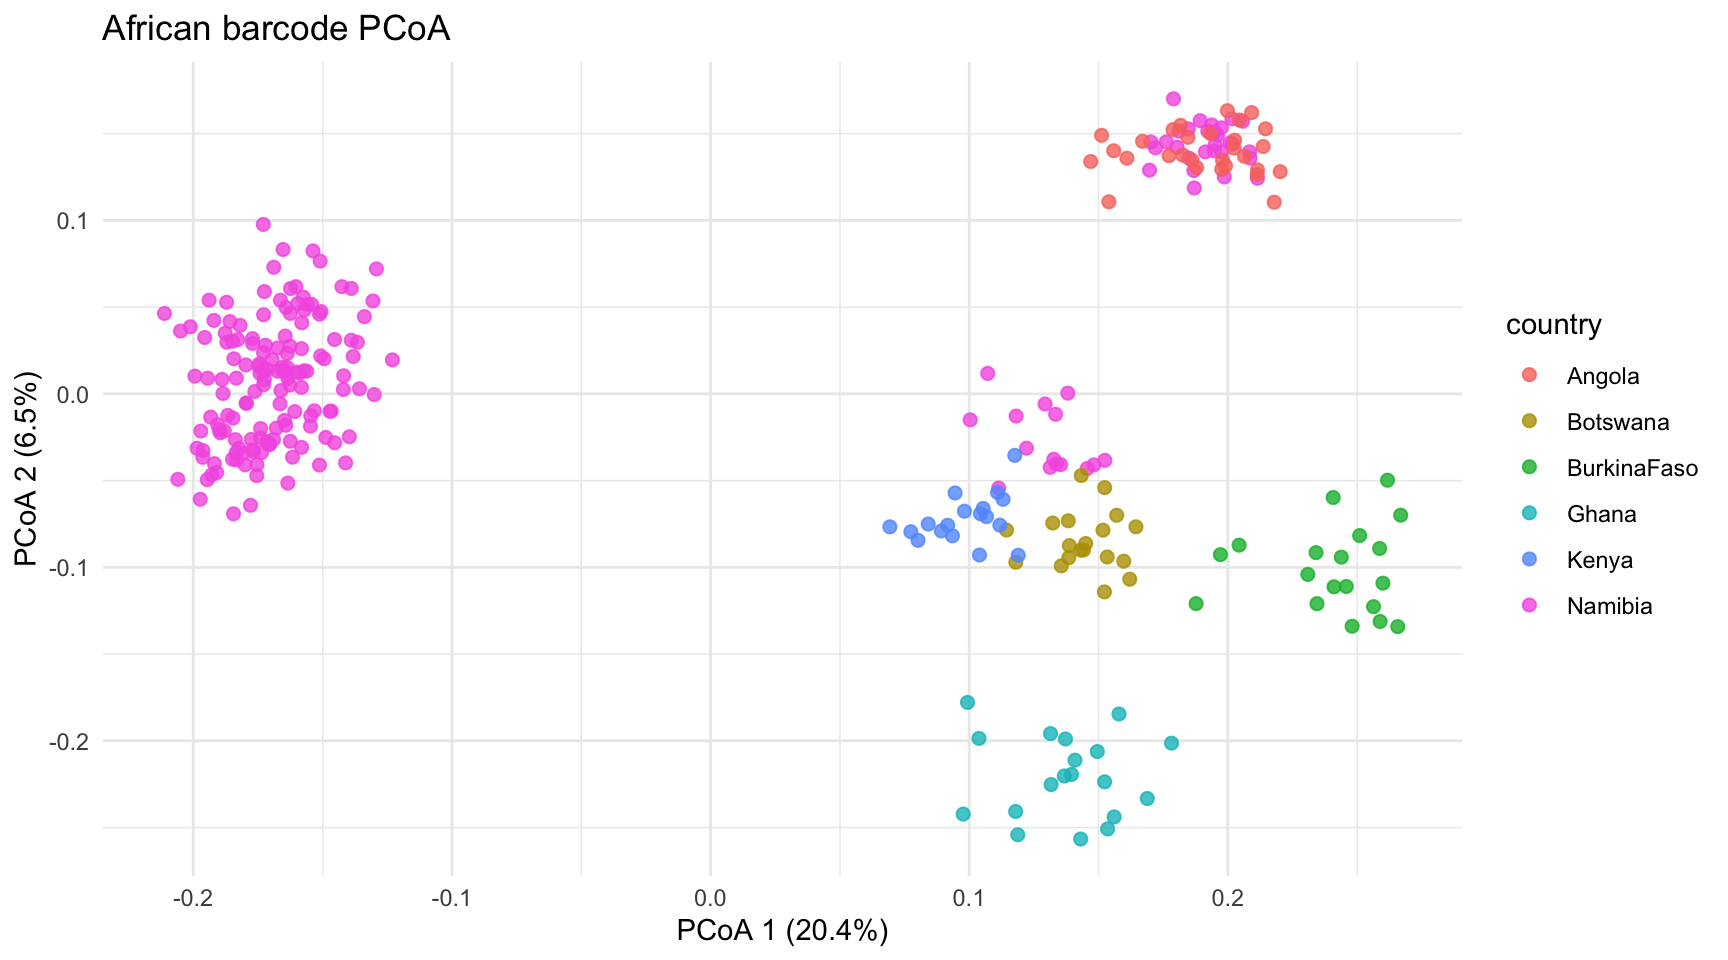 African barcode PCoA
0.1
0.0
-0.1
-0.2
PCoA 2 (6.5%)
-0.2
-0.1
0.0
0.1
0.2
PCoA 1 (20.4%)
country
Angola
Botswana
BurkinaFaso
Ghana
Kenya
Namibia